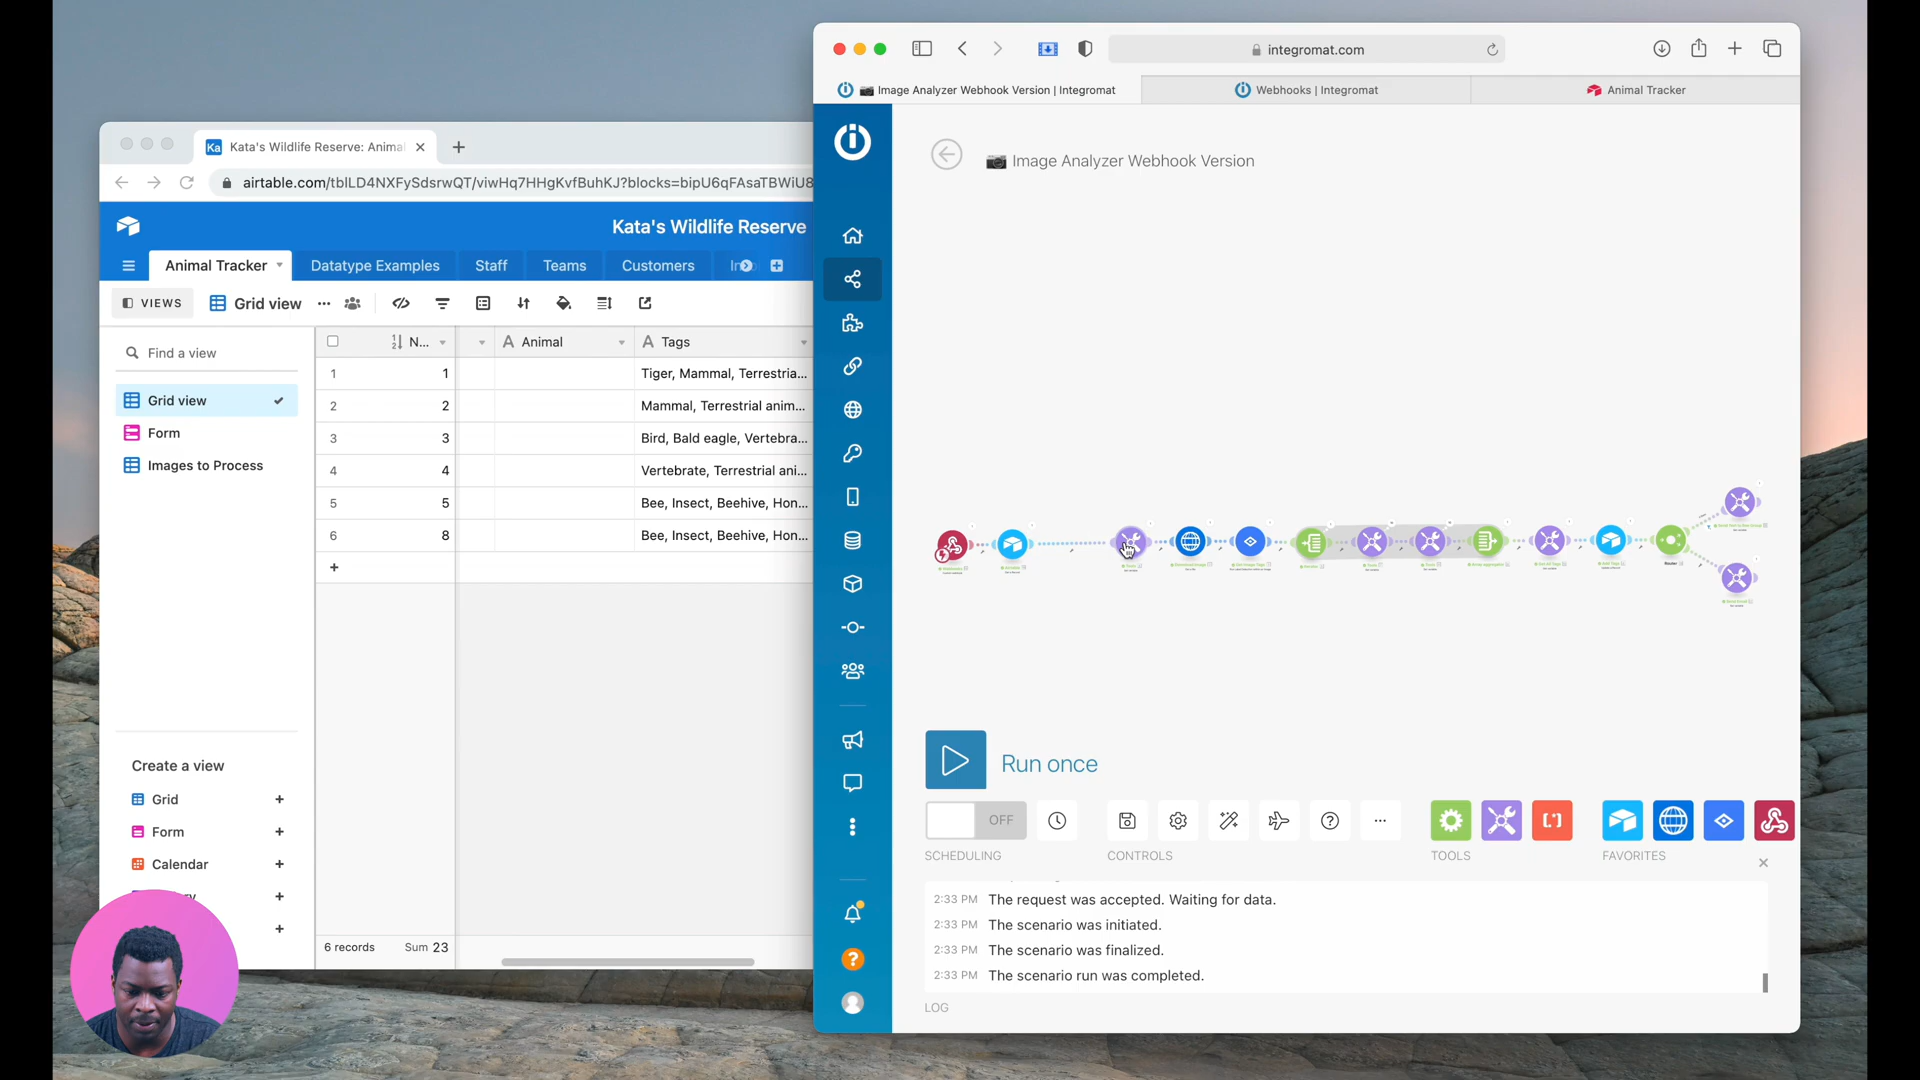 integromat.com
Image Analyzer Webhook Version | Integromat
Webhooks | Integromat
Animal Tracker
Ka Kata's Wildlife Reserve: Animal
airtable.com/tblLD4NXFySdsrwQT/viwHq7HHgKvfBuhKJ?blocks=bipU6qFAsaTBWiU8
Image Analyzer Webhook Version
Kata's Wildlife Reserve
Animal Tracker
Datatype Examples
Staff
Teams
Customers
VIEWS
Grid view
N...
Animal
Tags
Find a view
1 1 Tiger, Mammal, Terrestria...
Grid view
2 2 Mammal, Terrestrial anim...
Form
3 3 Bird, Bald eagle, Vertebra...
Images to Process
4 4 Vertebrate, Terrestrial ani...
5 5 Bee, Insect, Beehive, Hon...
6 8 Bee, Insect, Beehive, Hon...
Router
Create a view
Grid
Form
Calendar
6 records Sum 23
Run once
OFF
SCHEDULING
CONTROLS
TOOLS
FAVORITES
2:33 PM The request was accepted. Waiting for data.
2:33 PM The scenario was initiated.
2:33 PM The scenario was finalized.
2:33 PM The scenario run was completed.
LOG